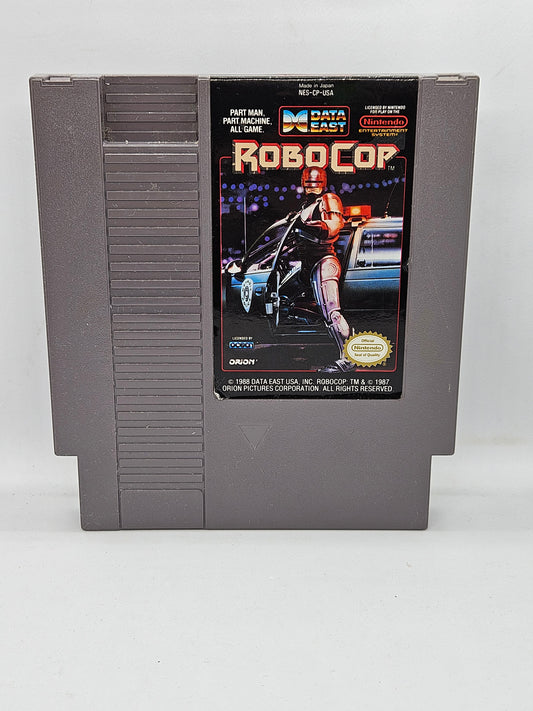 Made in Japan
NES-CP-USA
PART MAN,
PART MACHINE,
ALL GAME.
DATA
EAST
LICENSED BY NINTENDO
FOR PLAY ON THE
Nintendo
ENTERTAINMENT
SYSTEM®
ROBOCOP™
LICENSED BY
ocean
ORION®
Official
Nintendo
Seal of Quality
© 1988 DATA EAST USA, INC. ROBOCOP: TM & © 1987
ORION PICTURES CORPORATION. ALL RIGHTS RESERVED.